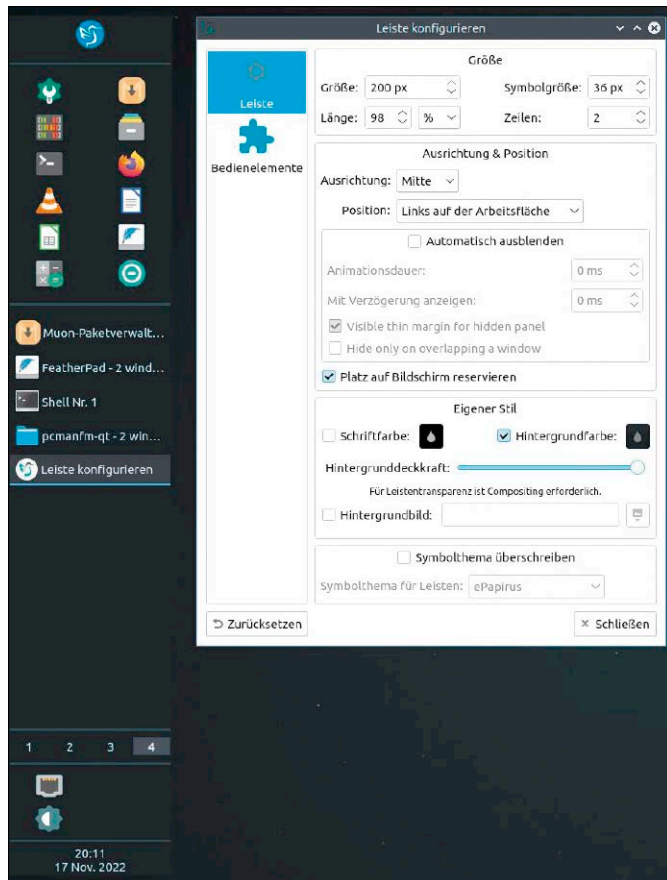 Leiste konfigurieren
Leiste
Bedienelemente
Größe
Größe: 200 px Symbolgröße: 36 px
Länge: 98 % Zeilen: 2
Ausrichtung & Position
Ausrichtung: Mitte
Position: Links auf der Arbeitsfläche
Automatisch ausblenden
Animationsdauer: 0 ms
Mit Verzögerung anzeigen: 0 ms
Visible thin margin for hidden panel
Hide only on overlapping a window
Platz auf Bildschirm reservieren
Eigener Stil
Schriftfarbe: Hintergrundfarbe:
Hintergrunddeckkraft:
Für Leistentransparenz ist Compositing erforderlich.
Hintergrundbild:
Symbolthema überschreiben
Symbolthema für Leisten: ePapirus
Zurücksetzen
Schließen
Muon-Paketverwalt...
FeatherPad - 2 wind...
Shell Nr. 1
pcmanfm-qt - 2 win...
Leiste konfigurieren
1 2 3 4
20:11
17 Nov. 2022